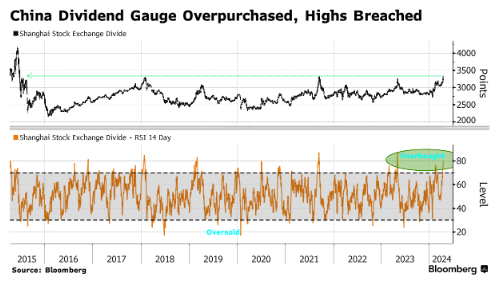 China Dividend Gauge Overpurchased, Highs Breached
Shanghai Stock Exchange Divide
4000
3500
3000
2500
2000
Points
Shanghai Stock Exchange Divide - RSI 14 Day
Overbought
80
60
40
20
Level
Oversold
2015 2016 2017 2018 2019 2020 2021 2022 2023 2024
Source: Bloomberg
Bloomberg